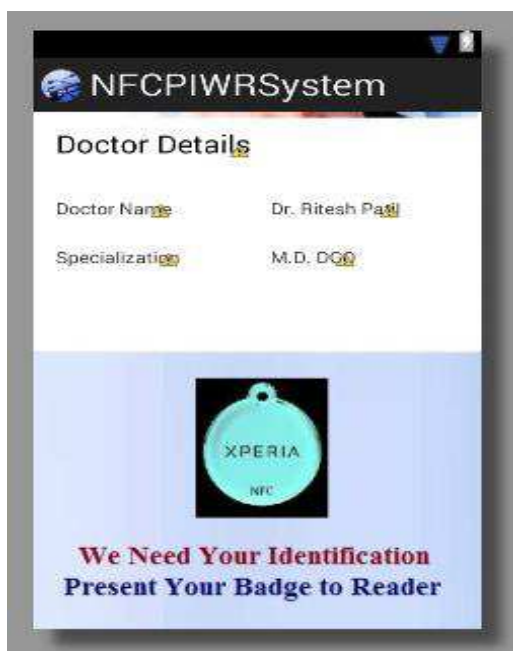 NFCPIWRSystem
Doctor Details
Doctor Name Dr. Ritesh Patil
Specialization M.D. DGO
XPERIA
NFC
We Need Your Identification
Present Your Badge to Reader